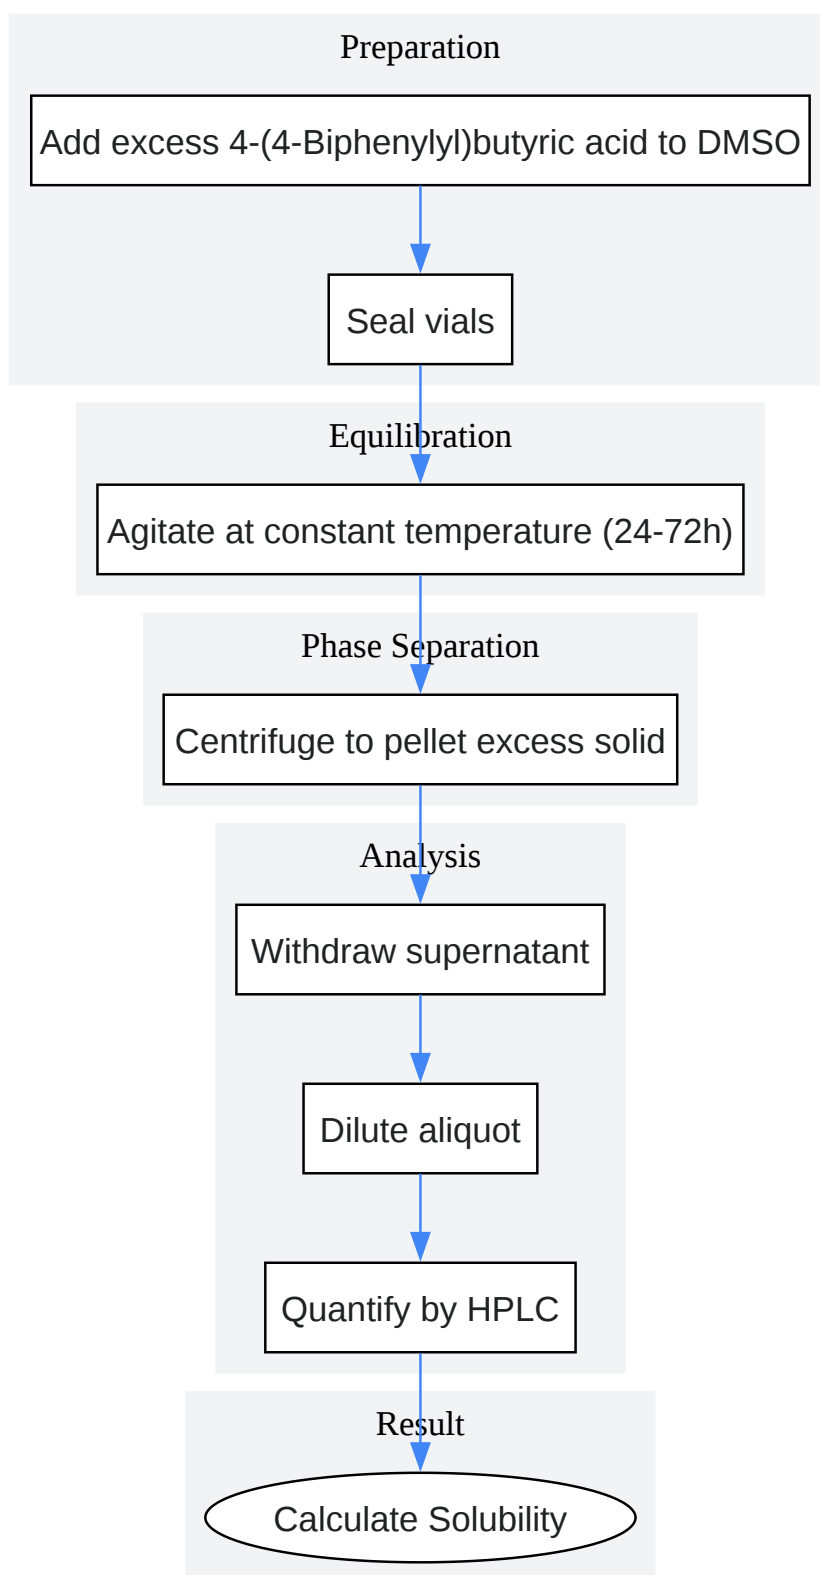 Preparation
Add excess 4-(4-Biphenylyl)butyric acid to DMSO
Seal vials
Equilibration
Agitate at constant temperature (24-72h)
Phase Separation
Centrifuge to pellet excess solid
Analysis
Withdraw supernatant
Dilute aliquot
Quantify by HPLC
Result
Calculate Solubility